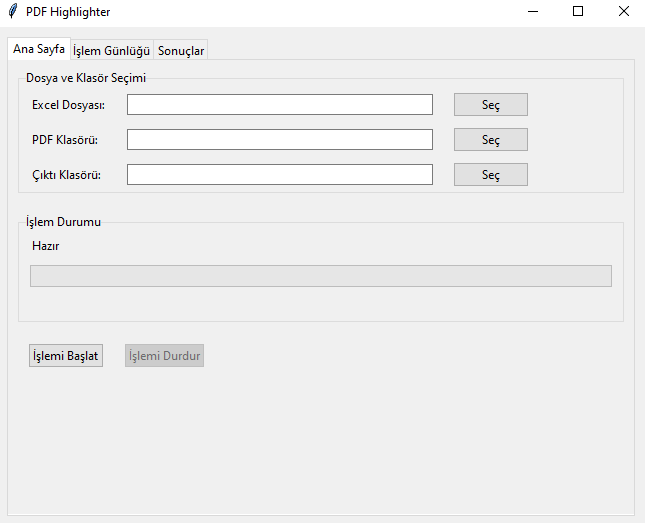 PDF Highlighter
Ana Sayfa İşlem Günlüğü Sonuçlar
Dosya ve Klasör Seçimi
Excel Dosyası: Seç
PDF Klasörü: Seç
Çıktı Klasörü: Seç
İşlem Durumu
Hazır
İşlemi Başlat İşlemi Durdur